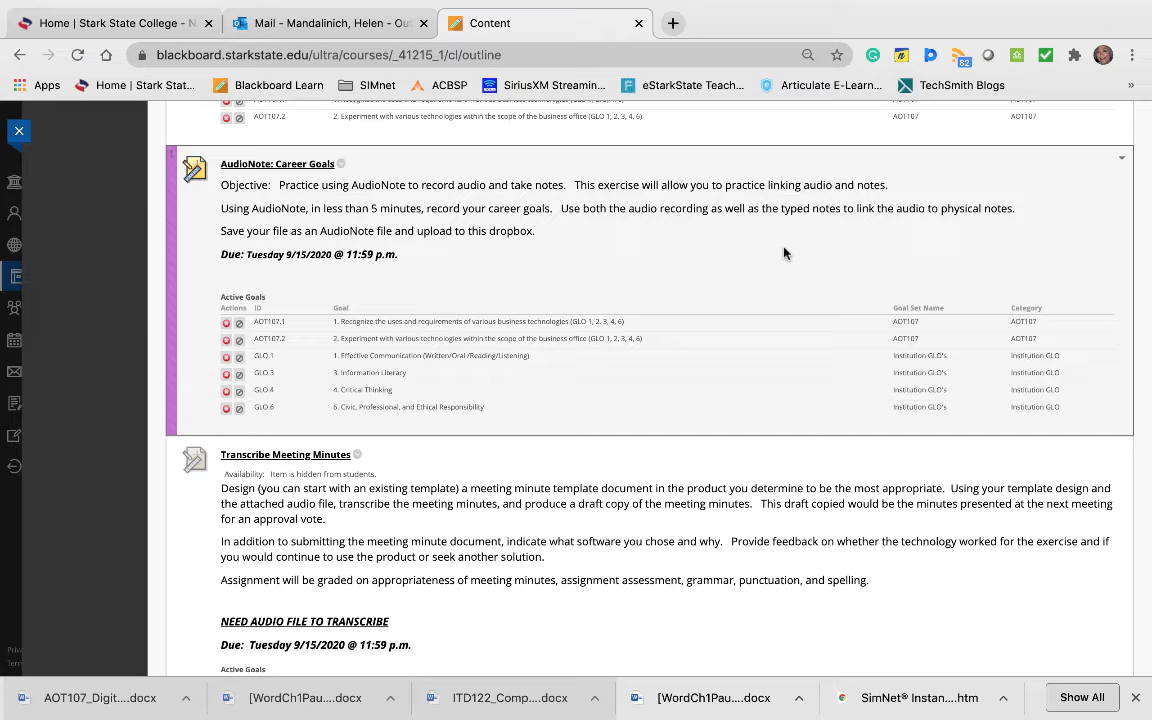 Home | Stark State College - N
Mail - Mandalinich, Helen - Out
Content
blackboard.starkstate.edu/ultra/courses/_41215_1/cl/outline
82
Apps
Home | Stark Stat...
Blackboard Learn
SIMnet
ACBSP
SiriusXM Streamin...
eStarkState Teach...
Articulate E-Learn...
TechSmith Blogs
»
AOT107.2 2. Experiment with various technologies within the scope of the business office (GLO 1, 2, 3, 4, 6) AOT107 AOT107
AudioNote: Career Goals
Objective: Practice using AudioNote to record audio and take notes. This exercise will allow you to practice linking audio and notes.
Using AudioNote, in less than 5 minutes, record your career goals. Use both the audio recording as well as the typed notes to link the audio to physical notes.
Save your file as an AudioNote file and upload to this dropbox.
Due: Tuesday 9/15/2020 @ 11:59 p.m.
Active Goals
Actions ID Goal Goal Set Name Category
AOT107.1 1. Recognize the uses and requirements of various business technologies (GLO 1, 2, 3, 4, 6) AOT107 AOT107
AOT107.2 2. Experiment with various technologies within the scope of the business office (GLO 1, 2, 3, 4, 6) AOT107 AOT107
GLO.1 1. Effective Communication (Written/Oral /Reading/Listening) Institution GLO's Institution GLO
GLO.3 3. Information Literacy Institution GLO's Institution GLO
GLO.4 4. Critical Thinking Institution GLO's Institution GLO
GLO.6 6. Civic, Professional, and Ethical Responsibility Institution GLO's Institution GLO
Transcribe Meeting Minutes
Availability: Item is hidden from students.
Design (you can start with an existing template) a meeting minute template document in the product you determine to be the most appropriate. Using your template design and
the attached audio file, transcribe the meeting minutes, and produce a draft copy of the meeting minutes. This draft copied would be the minutes presented at the next meeting
for an approval vote.
In addition to submitting the meeting minute document, indicate what software you chose and why. Provide feedback on whether the technology worked for the exercise and if
you would continue to use the product or seek another solution.
Assignment will be graded on appropriateness of meeting minutes, assignment assessment, grammar, punctuation, and spelling.
NEED AUDIO FILE TO TRANSCRIBE
Due: Tuesday 9/15/2020 @ 11:59 p.m.
Active Goals
Priv
Term
AOT107_Digit....docx
[WordCh1Pau....docx
ITD122_Comp....docx
[WordCh1Pau....docx
SimNet® Instan....htm
Show All